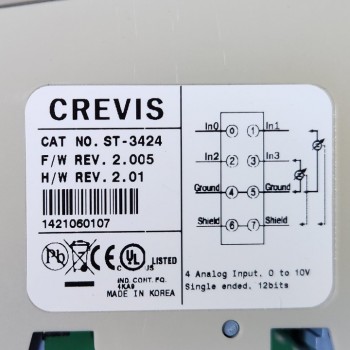 CREVIS
CAT NO. ST-3424
F/W REV. 2.005
H/W REV. 2.01
1421060107
Pb CE C UL US LISTED
IND. CONT. EQ.
4KA9
MADE IN KOREA
In0 0 1 In1
In2 2 3 In3
Ground 4 5 Ground
Shield 6 7 Shield
4 Analog Input, 0 to 10V
Single ended, 12bits